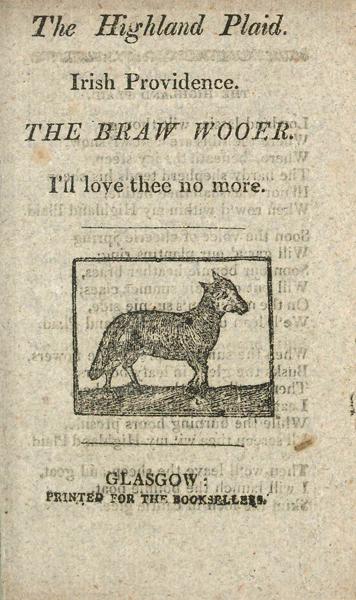 The Highland Plaid.
Irish Providence.
THE BRAW WOOER.
I'll love thee no more.
GLASGOW:
PRINTED FOR THE BOOKSELLERS.